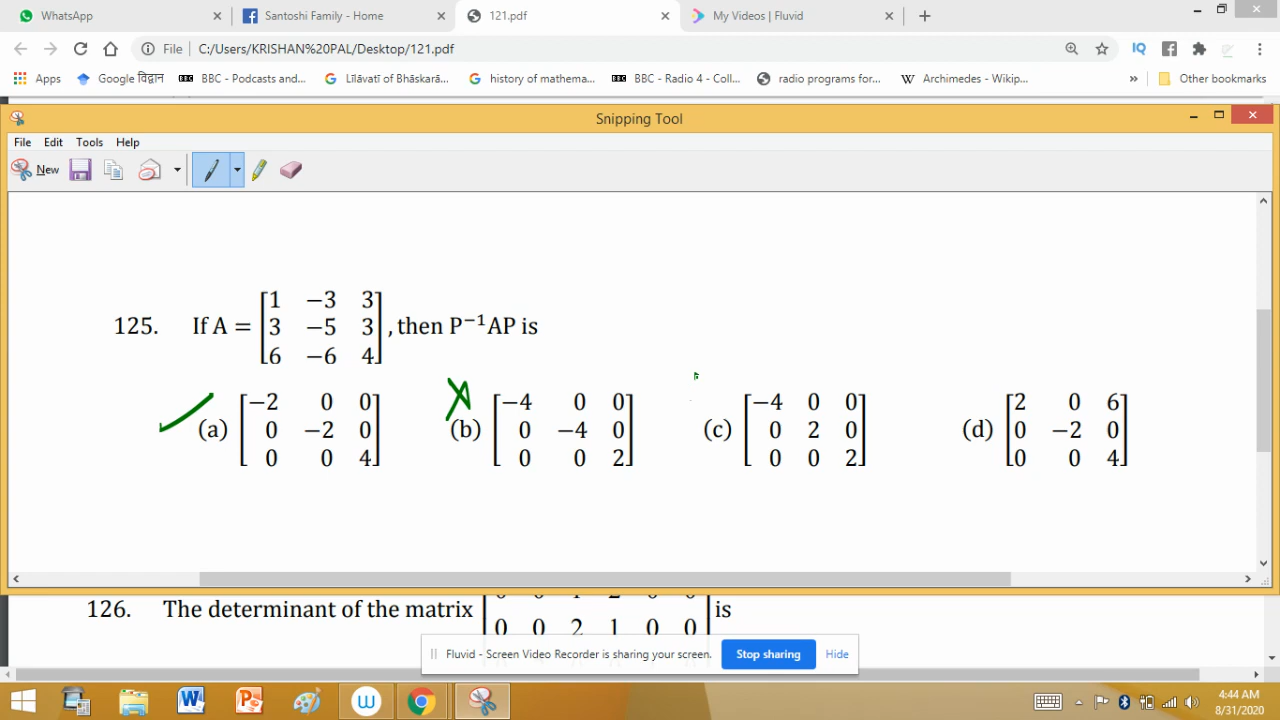 WhatsApp Santoshi Family - Home 121.pdf My Videos | Fluvid
File C:/Users/KRISHAN%20PAL/Desktop/121.pdf IQ
Apps Google विद्वान BBC - Podcasts and... Līlāvatī of Bhāskarā... history of mathema... BBC - Radio 4 - Coll... radio programs for... Archimedes - Wikip... » Other bookmarks
Snipping Tool
File Edit Tools Help
New
1 −3 3
125. If A = 3 −5 3 , then P⁻¹AP is
6 −6 4
−2 0 0 −4 0 0 −4 0 0 2 0 6
(a) 0 −2 0 (b) 0 −4 0 (c) 0 2 0 (d) 0 −2 0
0 0 4 0 0 2 0 0 2 0 0 4
126. The determinant of the matrix is
0 0 2 1 0 0
Fluvid - Screen Video Recorder is sharing your screen. Stop sharing Hide
4:44 AM
8/31/2020